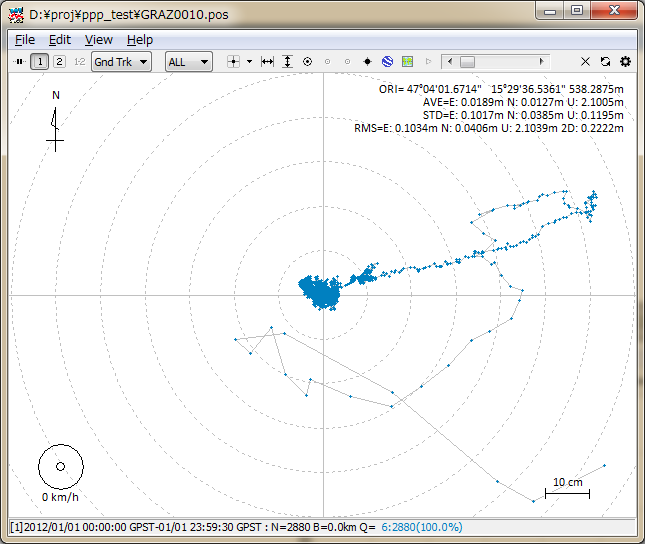 D:¥proj¥ppp_test¥GRAZ0010.pos
File Edit View Help
1 2 1-2 Gnd Trk ALL
ORI= 47°04'01.6714" 15°29'36.5361" 538.2875m
AVE=E: 0.0189m N: 0.0127m U: 2.1005m
STD=E: 0.1017m N: 0.0385m U: 0.1195m
RMS=E: 0.1034m N: 0.0406m U: 2.1039m 2D: 0.2222m
N
10 cm
0 km/h
[1]2012/01/01 00:00:00 GPST-01/01 23:59:30 GPST : N=2880 B=0.0km Q= 6:2880(100.0%)